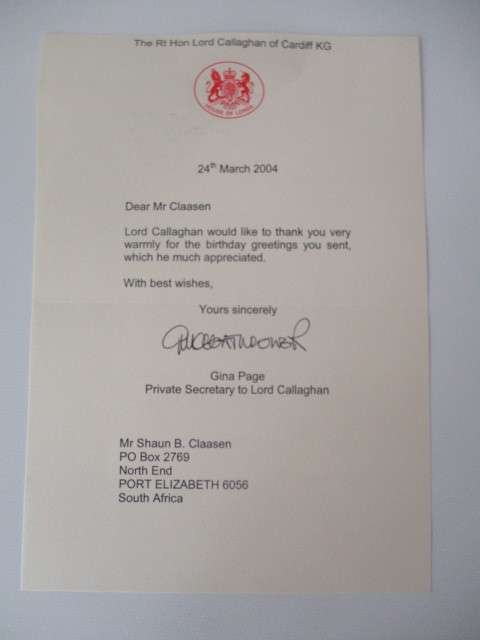 The Rt Hon Lord Callaghan of Cardiff KG
HOUSE OF LORDS
24th March 2004
Dear Mr Claasen
Lord Callaghan would like to thank you very
warmly for the birthday greetings you sent,
which he much appreciated.
With best wishes,
Yours sincerely
Gina Page
Private Secretary to Lord Callaghan
Mr Shaun B. Claasen
PO Box 2769
North End
PORT ELIZABETH 6056
South Africa